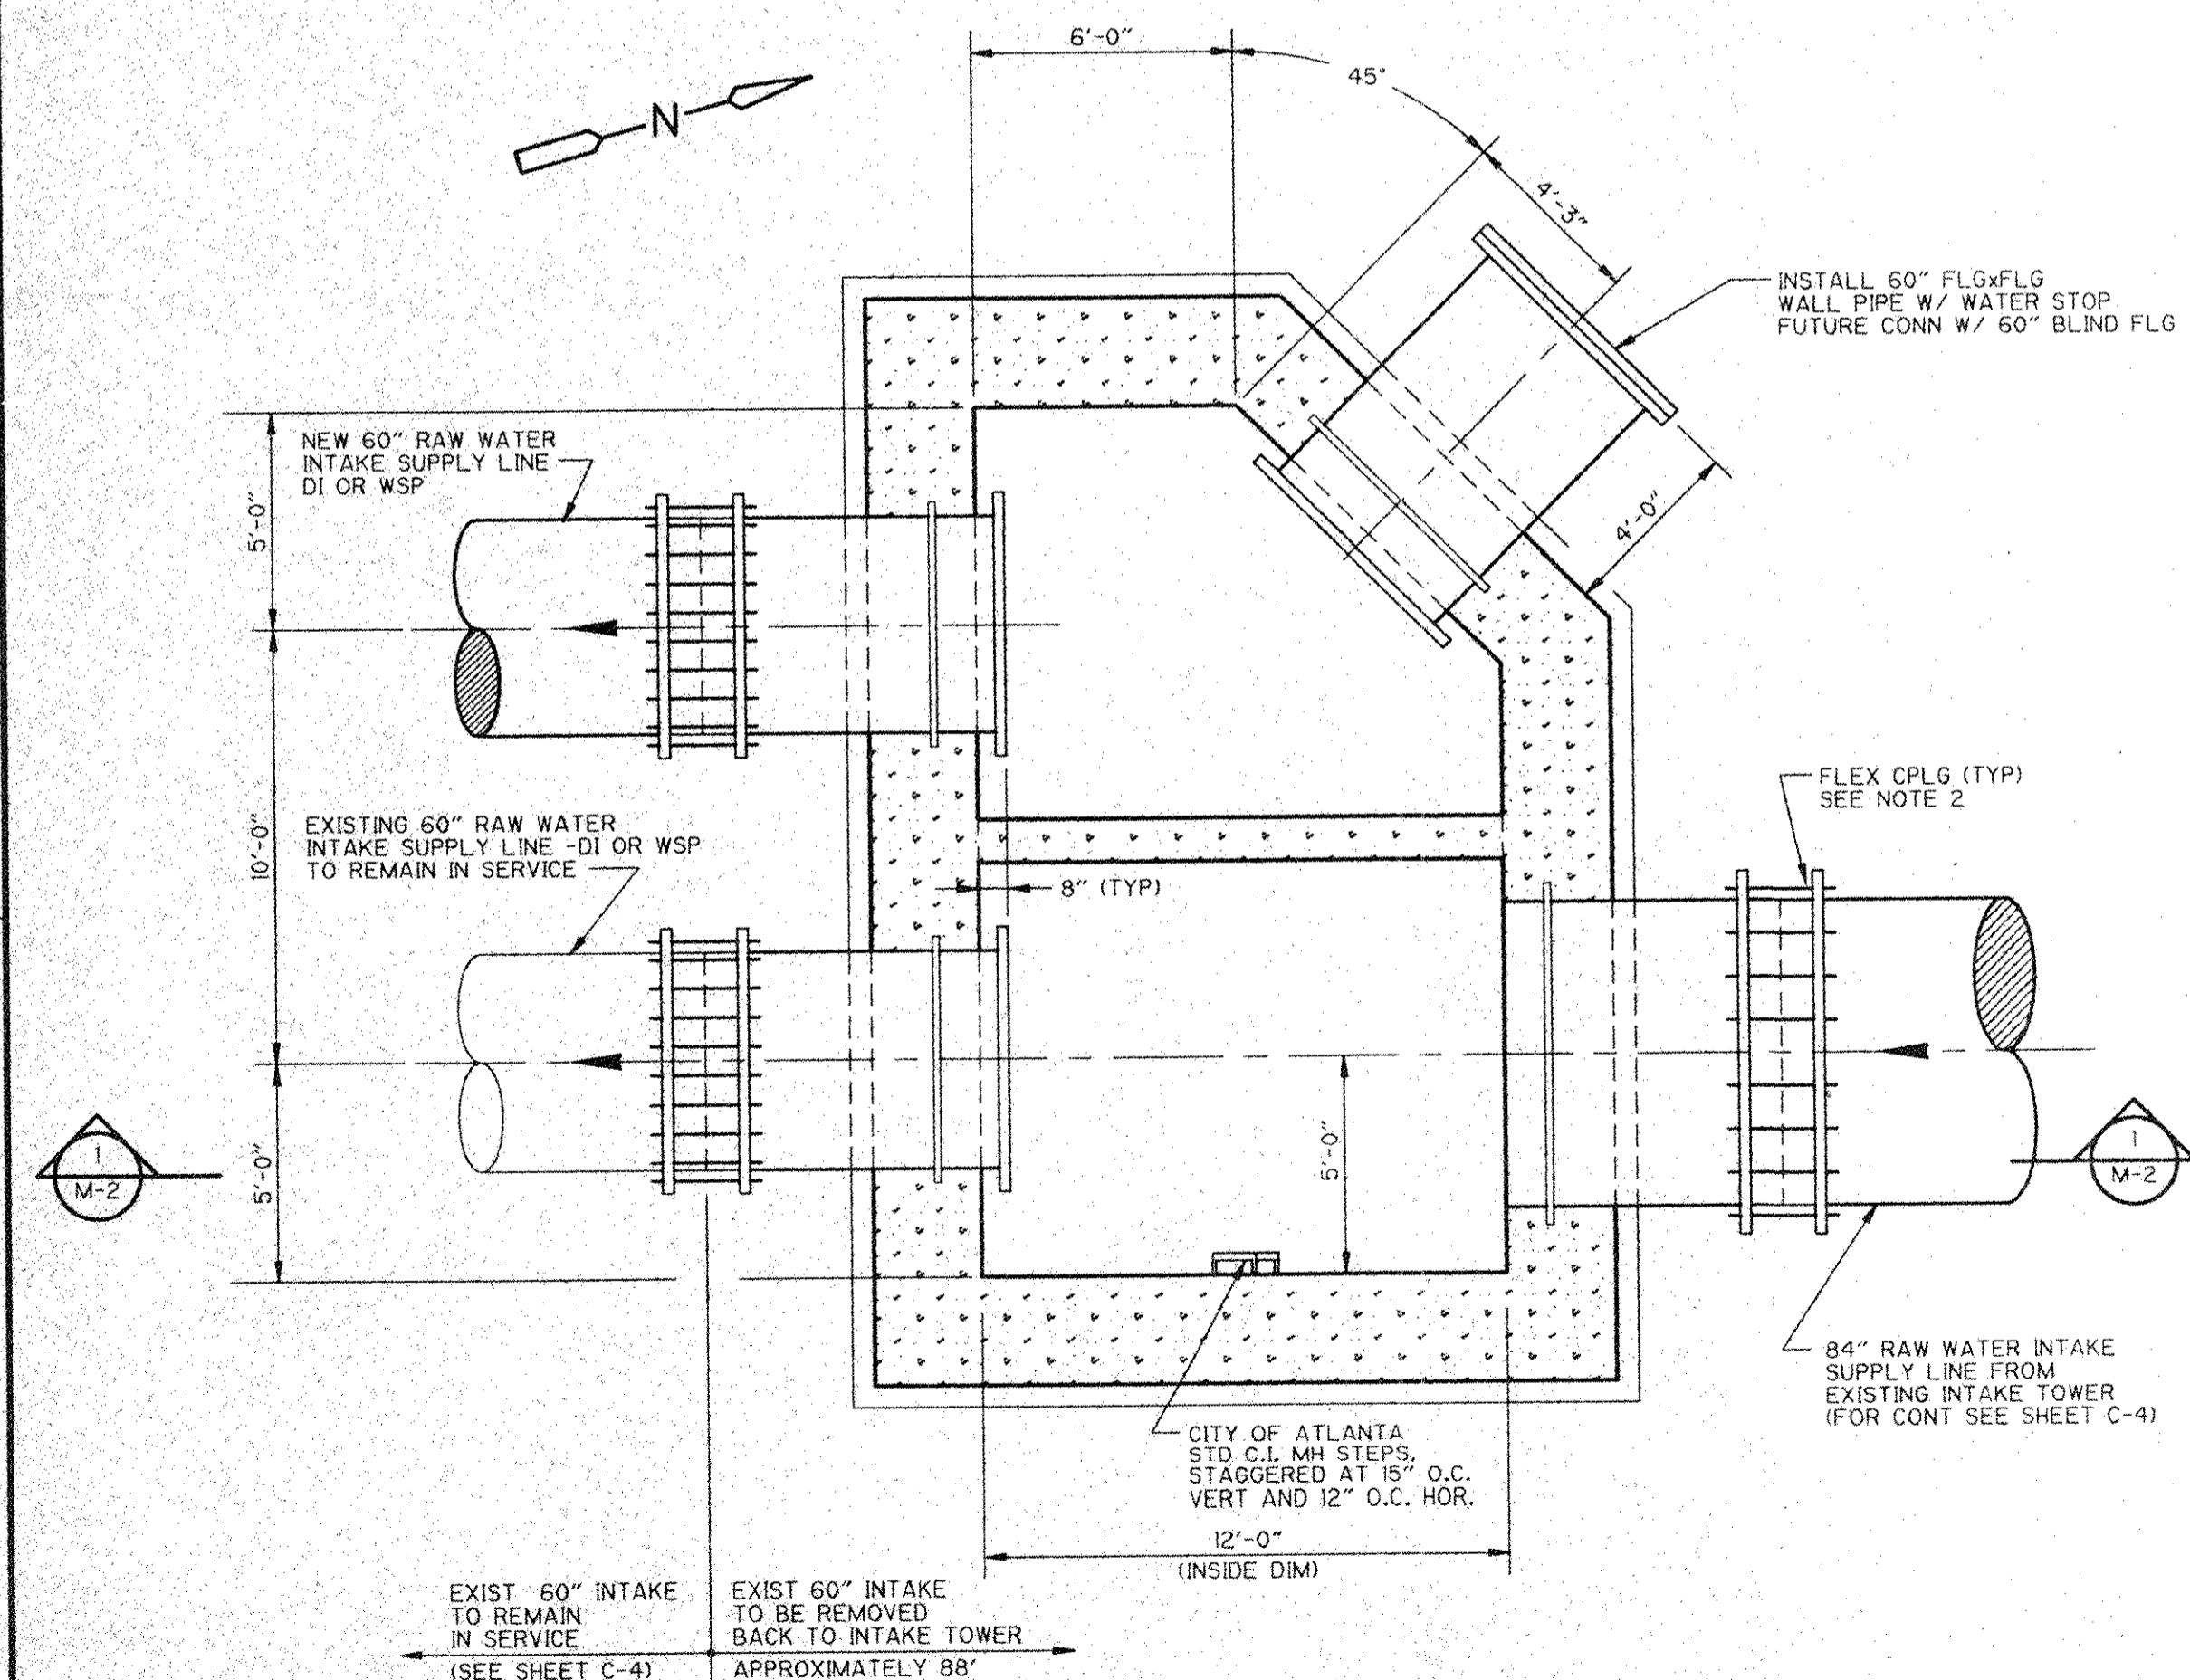 6'-0"
45°
N
4'-3"
INSTALL 60" FLGxFLG
WALL PIPE W/ WATER STOP
FUTURE CONN W/ 60" BLIND FLG
NEW 60" RAW WATER
INTAKE SUPPLY LINE
DI OR WSP
5'-0"
4'-0"
FLEX CPLG (TYP)
SEE NOTE 2
EXISTING 60" RAW WATER
INTAKE SUPPLY LINE -DI OR WSP
TO REMAIN IN SERVICE
10'-0"
8" (TYP)
5'-0"
5'-0"
1
M-2
1
M-2
84" RAW WATER INTAKE
SUPPLY LINE FROM
EXISTING INTAKE TOWER
(FOR CONT SEE SHEET C-4)
CITY OF ATLANTA
STD C.I. MH STEPS,
STAGGERED AT 15" O.C.
VERT AND 12" O.C. HOR.
12'-0"
(INSIDE DIM)
EXIST 60" INTAKE
TO REMAIN
IN SERVICE
(SEE SHEET C-4)
EXIST 60" INTAKE
TO BE REMOVED
BACK TO INTAKE TOWER
APPROXIMATELY 88'